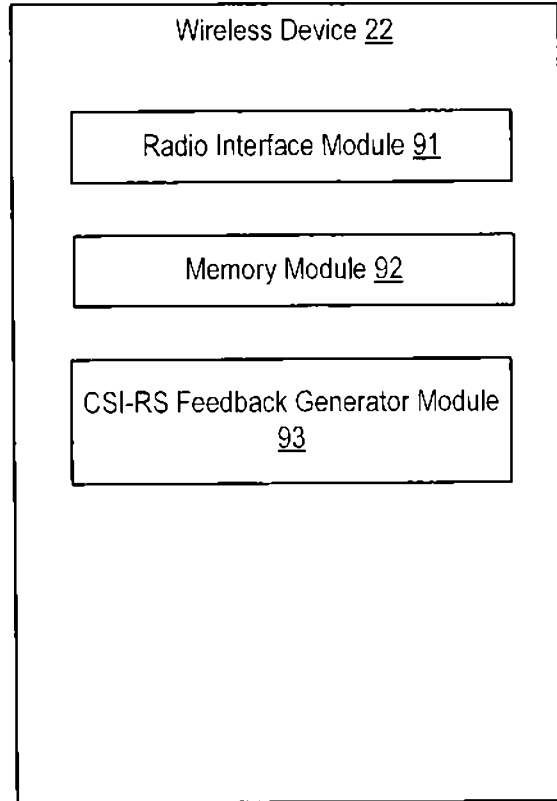 Wireless Device 22
Radio Interface Module 91
Memory Module 92
CSI-RS Feedback Generator Module
93